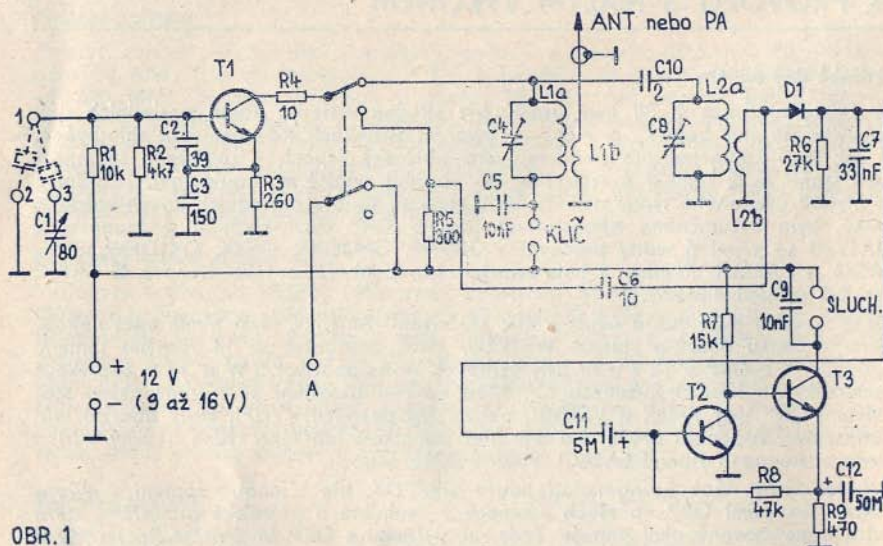 ANT nebo PA
T1
R4
10
C10
2
L1a
L2a
D1
1
R1
10k
R2
4k7
C2
39
C3
150
R3
260
C4
L1b
C8
L2b
R6
27k
C7
33
nF
2
3
C1
80
R5
300
C5
10nF
KLÍČ
C6
10
R7
15k
C9
10nF
SLUCH.
+
12 V
−
( 9 až 16 V )
A
T2
T3
C11
5M
+
R8
47k
+
C12
50M
R9
470
OBR. 1